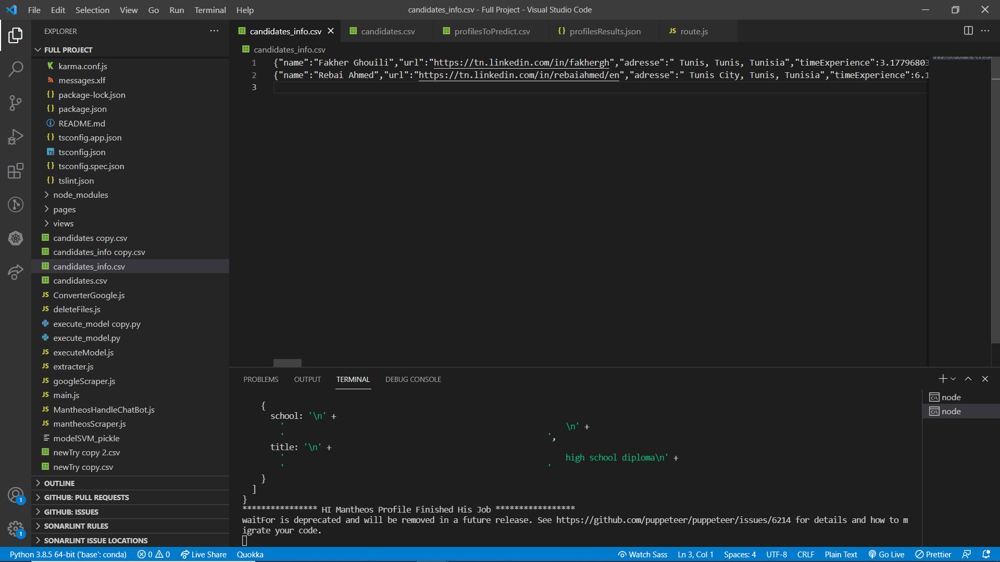 File Edit Selection View Go Run Terminal Help
candidates_info.csv - Full Project - Visual Studio Code
EXPLORER
FULL PROJECT
karma.conf.js
messages.xlf
package-lock.json
package.json
README.md
tsconfig.app.json
tsconfig.json
tsconfig.spec.json
tslint.json
node_modules
pages
views
candidates copy.csv
candidates_info copy.csv
candidates_info.csv
candidates.csv
ConverterGoogle.js
deleteFiles.js
execute_model copy.py
execute_model.py
executeModel.js
extracter.js
googleScraper.js
main.js
MantheosHandleChatBot.js
mantheosScraper.js
modelSVM_pickle
newTry copy 2.csv
newTry copy.csv
OUTLINE
GITHUB: PULL REQUESTS
GITHUB: ISSUES
SONARLINT RULES
SONARLINT ISSUE LOCATIONS
candidates_info.csv candidates.csv profilesToPredict.csv profilesResults.json route.js
candidates_info.csv
1 {"name":"Fakher Ghouili","url":"https://tn.linkedin.com/in/fakhergh","adresse":" Tunis, Tunis, Tunisia","timeExperience":3.17796803
2 {"name":"Rebai Ahmed","url":"https://tn.linkedin.com/in/rebaiahmed/en","adresse":" Tunis City, Tunis, Tunisia","timeExperience":6.1
3
PROBLEMS OUTPUT TERMINAL DEBUG CONSOLE
node
node
{
school: '\n' +
' \n' +
' ',
title: '\n' +
' high school diploma\n' +
' '
}
]
}
**************** HI Mantheos Profile Finished His Job *****************
waitFor is deprecated and will be removed in a future release. See https://github.com/puppeteer/puppeteer/issues/6214 for details and how to m
igrate your code.
1
1
Python 3.8.5 64-bit ('base': conda) 0 0 Live Share Quokka Watch Sass Ln 3, Col 1 Spaces: 4 UTF-8 CRLF Plain Text Go Live Prettier